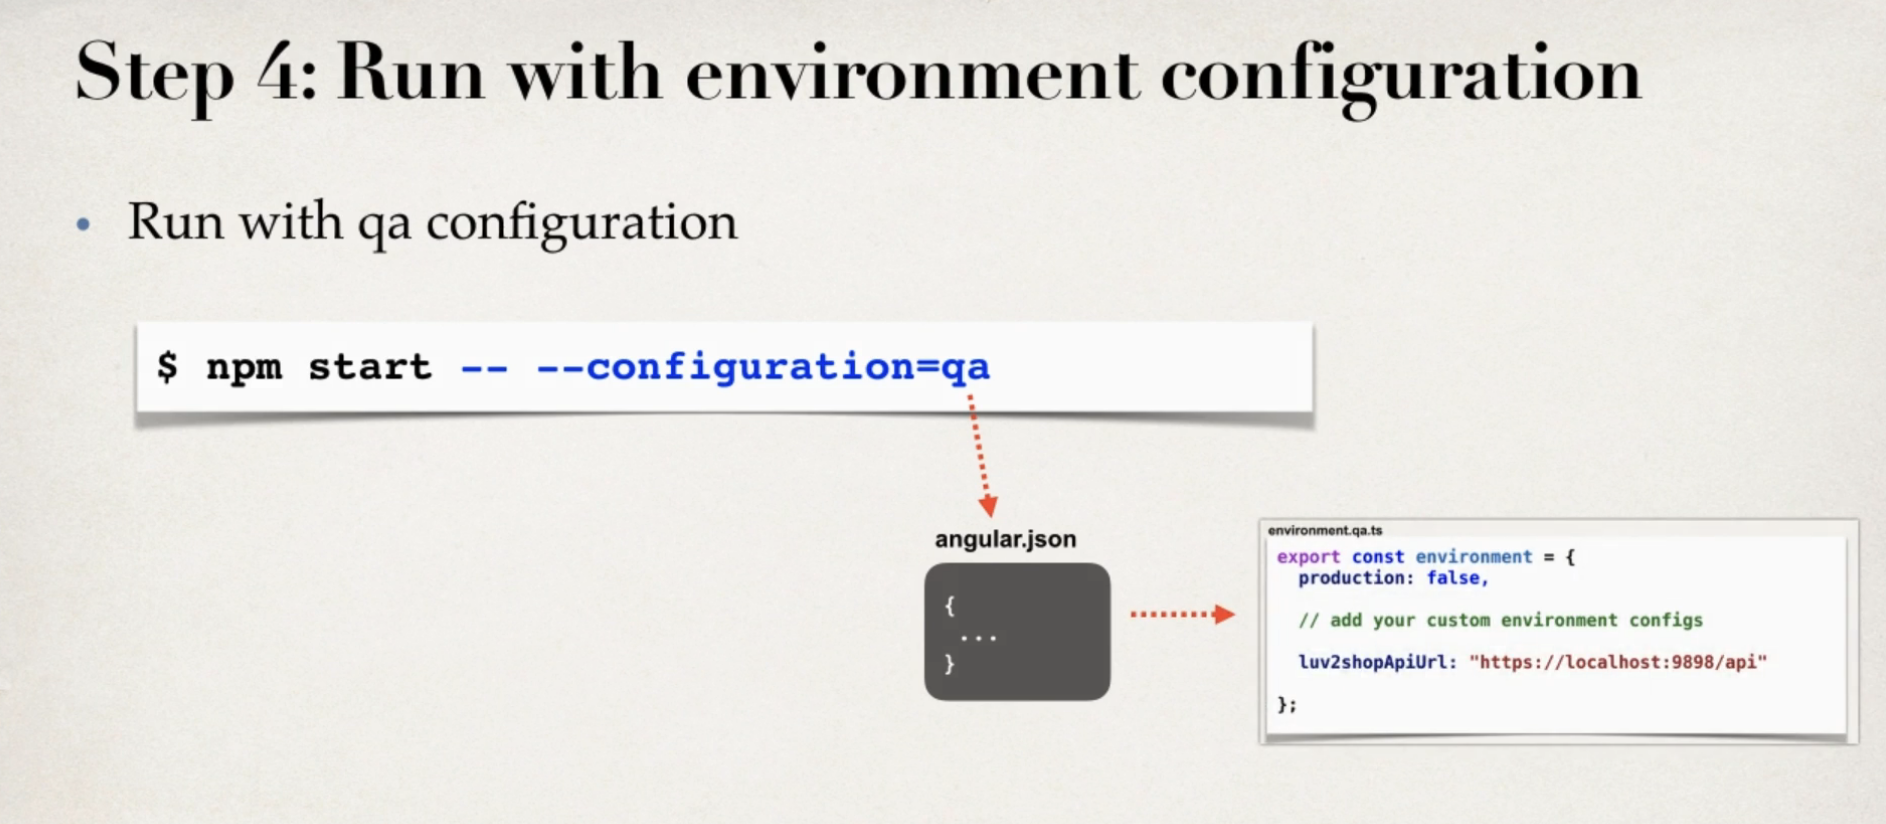 Step 4: Run with environment configuration
• Run with qa configuration
$ npm start -- --configuration=qa
angular.json
{
...
}
environment.qa.ts
export const environment = {
production: false,
// add your custom environment configs
luv2shopApiUrl: "https://localhost:9898/api"
};